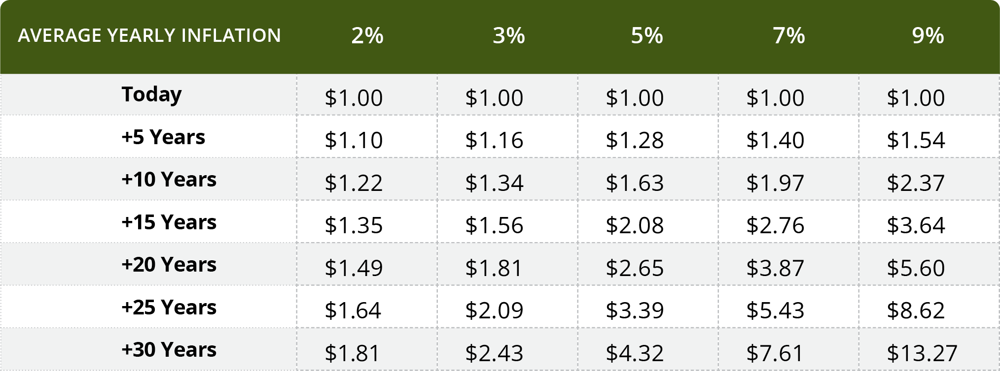 AVERAGE YEARLY INFLATION 2% 3% 5% 7% 9%
Today $1.00 $1.00 $1.00 $1.00 $1.00
+5 Years $1.10 $1.16 $1.28 $1.40 $1.54
+10 Years $1.22 $1.34 $1.63 $1.97 $2.37
+15 Years $1.35 $1.56 $2.08 $2.76 $3.64
+20 Years $1.49 $1.81 $2.65 $3.87 $5.60
+25 Years $1.64 $2.09 $3.39 $5.43 $8.62
+30 Years $1.81 $2.43 $4.32 $7.61 $13.27